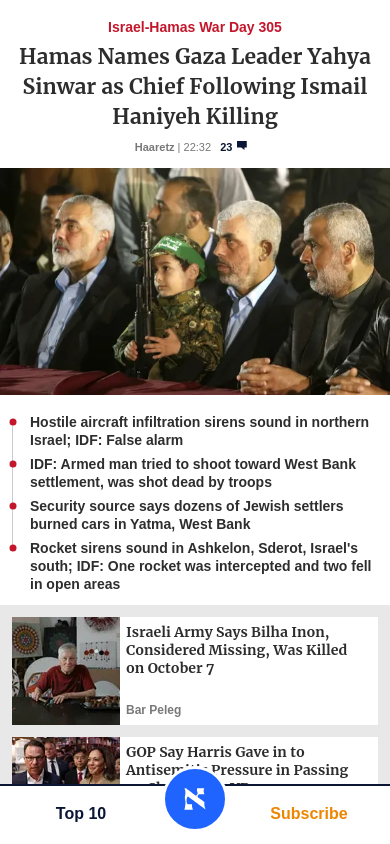 Israel-Hamas War Day 305
Hamas Names Gaza Leader Yahya
Sinwar as Chief Following Ismail
Haniyeh Killing
Haaretz | 22:32 23
Hostile aircraft infiltration sirens sound in northern
Israel; IDF: False alarm
IDF: Armed man tried to shoot toward West Bank
settlement, was shot dead by troops
Security source says dozens of Jewish settlers
burned cars in Yatma, West Bank
Rocket sirens sound in Ashkelon, Sderot, Israel's
south; IDF: One rocket was intercepted and two fell
in open areas
Israeli Army Says Bilha Inon,
Considered Missing, Was Killed
on October 7
Bar Peleg
GOP Say Harris Gave in to
Antisemitic Pressure in Passing
Top 10
Subscribe